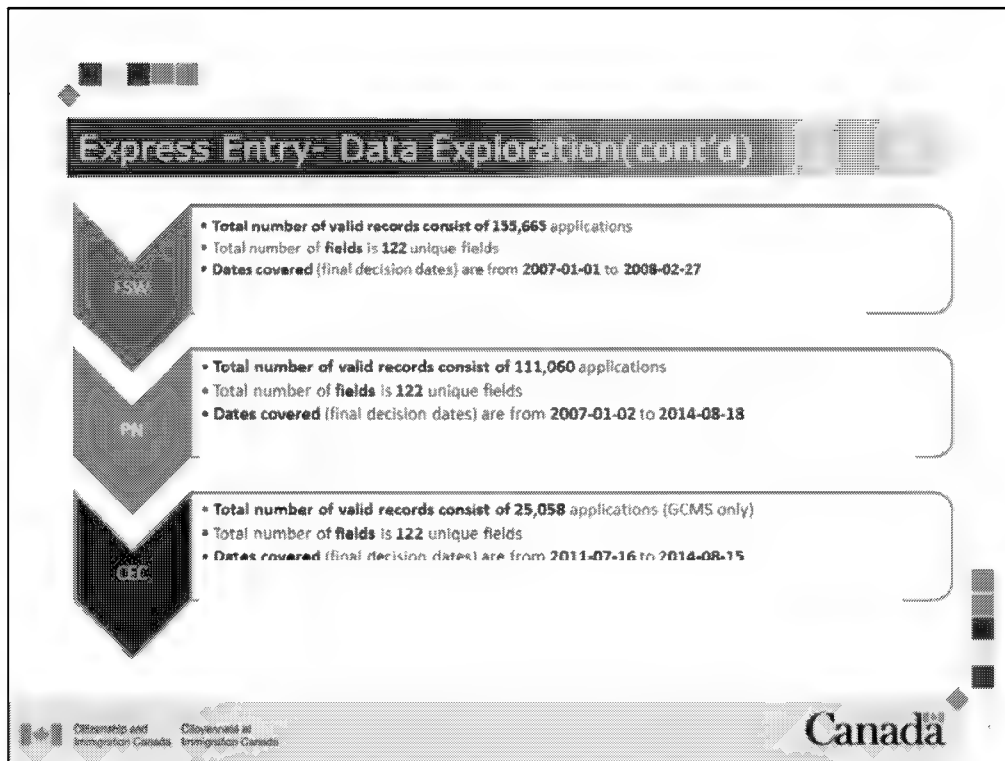 Express Entry- Data Exploration(cont'd)
• Total number of valid records consist of 155,665 applications
• Total number of fields is 122 unique fields
• Dates covered (final decision dates) are from 2007-01-01 to 2008-02-27
FSW
• Total number of valid records consist of 111,060 applications
• Total number of fields is 122 unique fields
• Dates covered (final decision dates) are from 2007-01-02 to 2014-08-18
PN
• Total number of valid records consist of 25,058 applications (GCMS only)
• Total number of fields is 122 unique fields
• Dates covered (final decision dates) are from 2011-07-16 to 2014-08-15
CEC
Citizenship and Citoyenneté et
Immigration Canada Immigration Canada
Canada